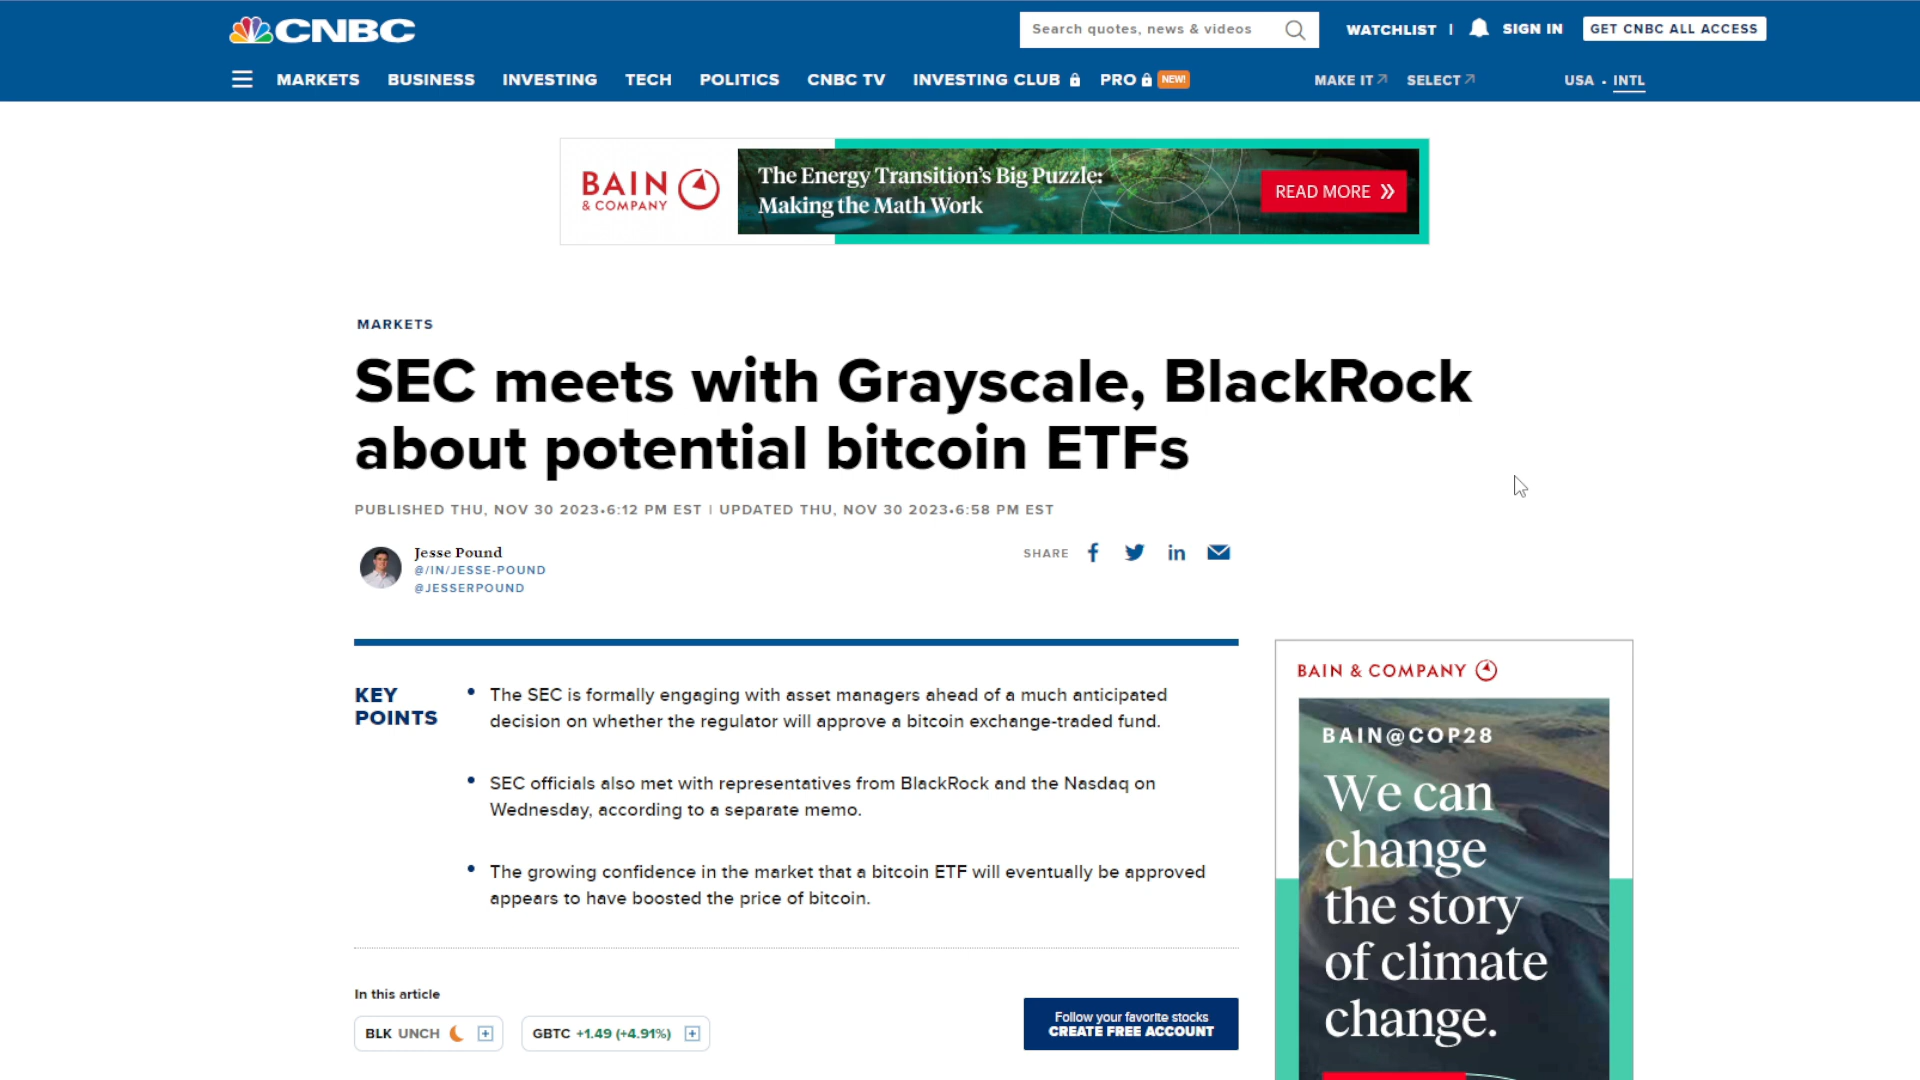 CNBC
Search quotes, news & videos
WATCHLIST |
SIGN IN
GET CNBC ALL ACCESS
MARKETS BUSINESS INVESTING TECH POLITICS CNBC TV INVESTING CLUB PRO NEW!
MAKE IT SELECT
USA • INTL
BAIN
& COMPANY
The Energy Transition's Big Puzzle:
Making the Math Work
READ MORE
MARKETS
SEC meets with Grayscale, BlackRock
about potential bitcoin ETFs
PUBLISHED THU, NOV 30 2023•6:12 PM EST | UPDATED THU, NOV 30 2023•6:58 PM EST
Jesse Pound
@/IN/JESSE-POUND
@JESSERPOUND
SHARE
KEY
POINTS
• The SEC is formally engaging with asset managers ahead of a much anticipated
decision on whether the regulator will approve a bitcoin exchange-traded fund.
• SEC officials also met with representatives from BlackRock and the Nasdaq on
Wednesday, according to a separate memo.
• The growing confidence in the market that a bitcoin ETF will eventually be approved
appears to have boosted the price of bitcoin.
In this article
BLK UNCH
GBTC +1.49 (+4.91%)
Follow your favorite stocks
CREATE FREE ACCOUNT
BAIN & COMPANY
BAIN@COP28
We can
change
the story
of climate
change.